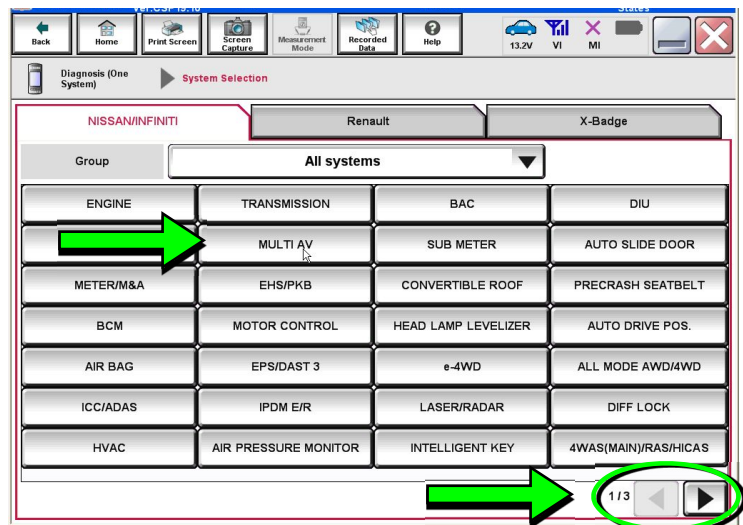 Back
Home
Print Screen
Screen
Capture
Measurement
Mode
Recorded
Data
Help
13.2V
VI
MI
States
Diagnosis (One
System)
System Selection
NISSAN/INFINITI
Renault
X-Badge
Group
All systems
ENGINE
TRANSMISSION
BAC
DIU
MULTI AV
SUB METER
AUTO SLIDE DOOR
METER/M&A
EHS/PKB
CONVERTIBLE ROOF
PRECRASH SEATBELT
BCM
MOTOR CONTROL
HEAD LAMP LEVELIZER
AUTO DRIVE POS.
AIR BAG
EPS/DAST 3
e-4WD
ALL MODE AWD/4WD
ICC/ADAS
IPDM E/R
LASER/RADAR
DIFF LOCK
HVAC
AIR PRESSURE MONITOR
INTELLIGENT KEY
4WAS(MAIN)/RAS/HICAS
1/3